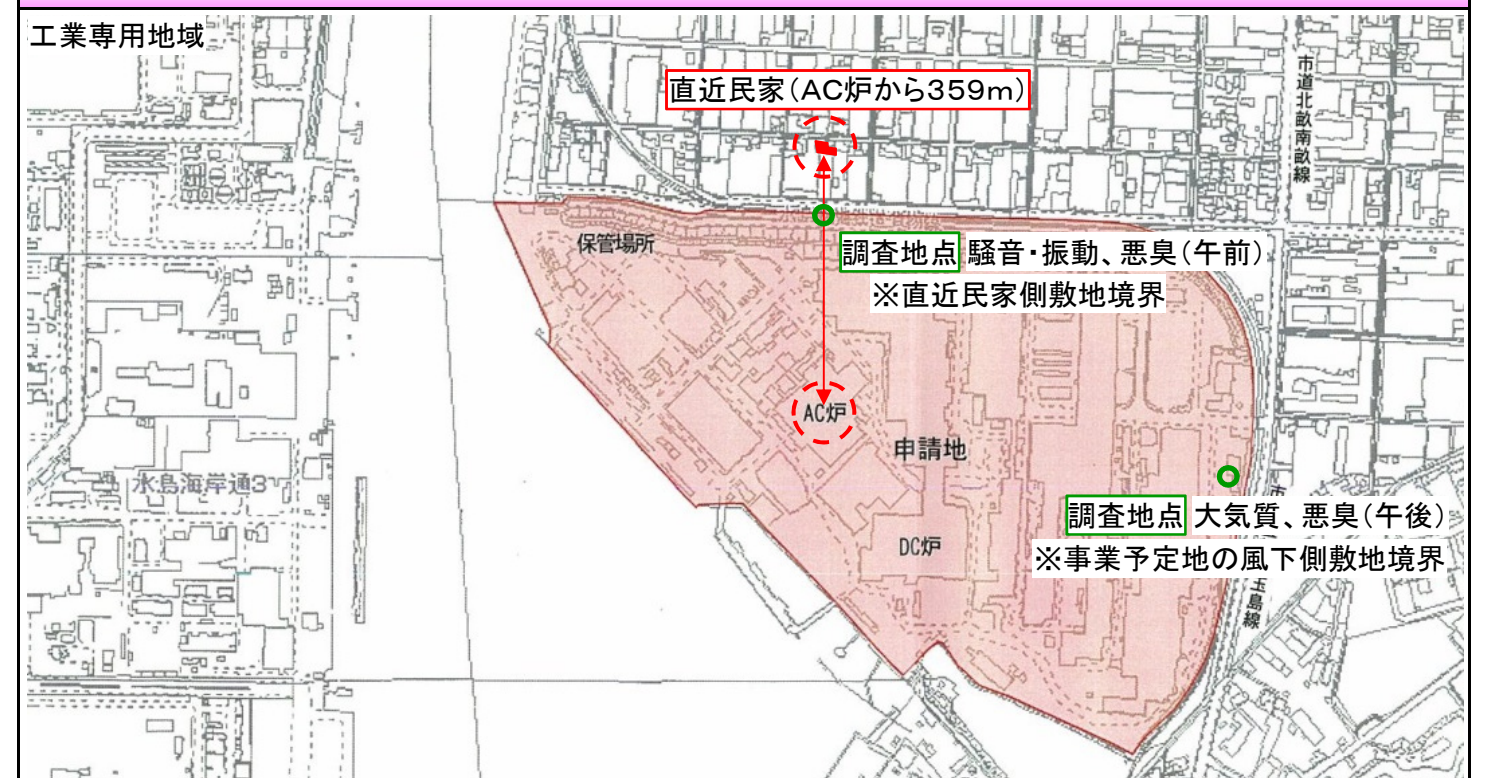 工業専用地域
直近民家(AC炉から359m)
市道北畝南畝線
保管場所
調査地点 騒音・振動、悪臭(午前)
※直近民家側敷地境界
AC炉
申請地
水島海岸通3
調査地点 大気質、悪臭(午後)
DC炉
※事業予定地の風下側敷地境界
玉島線